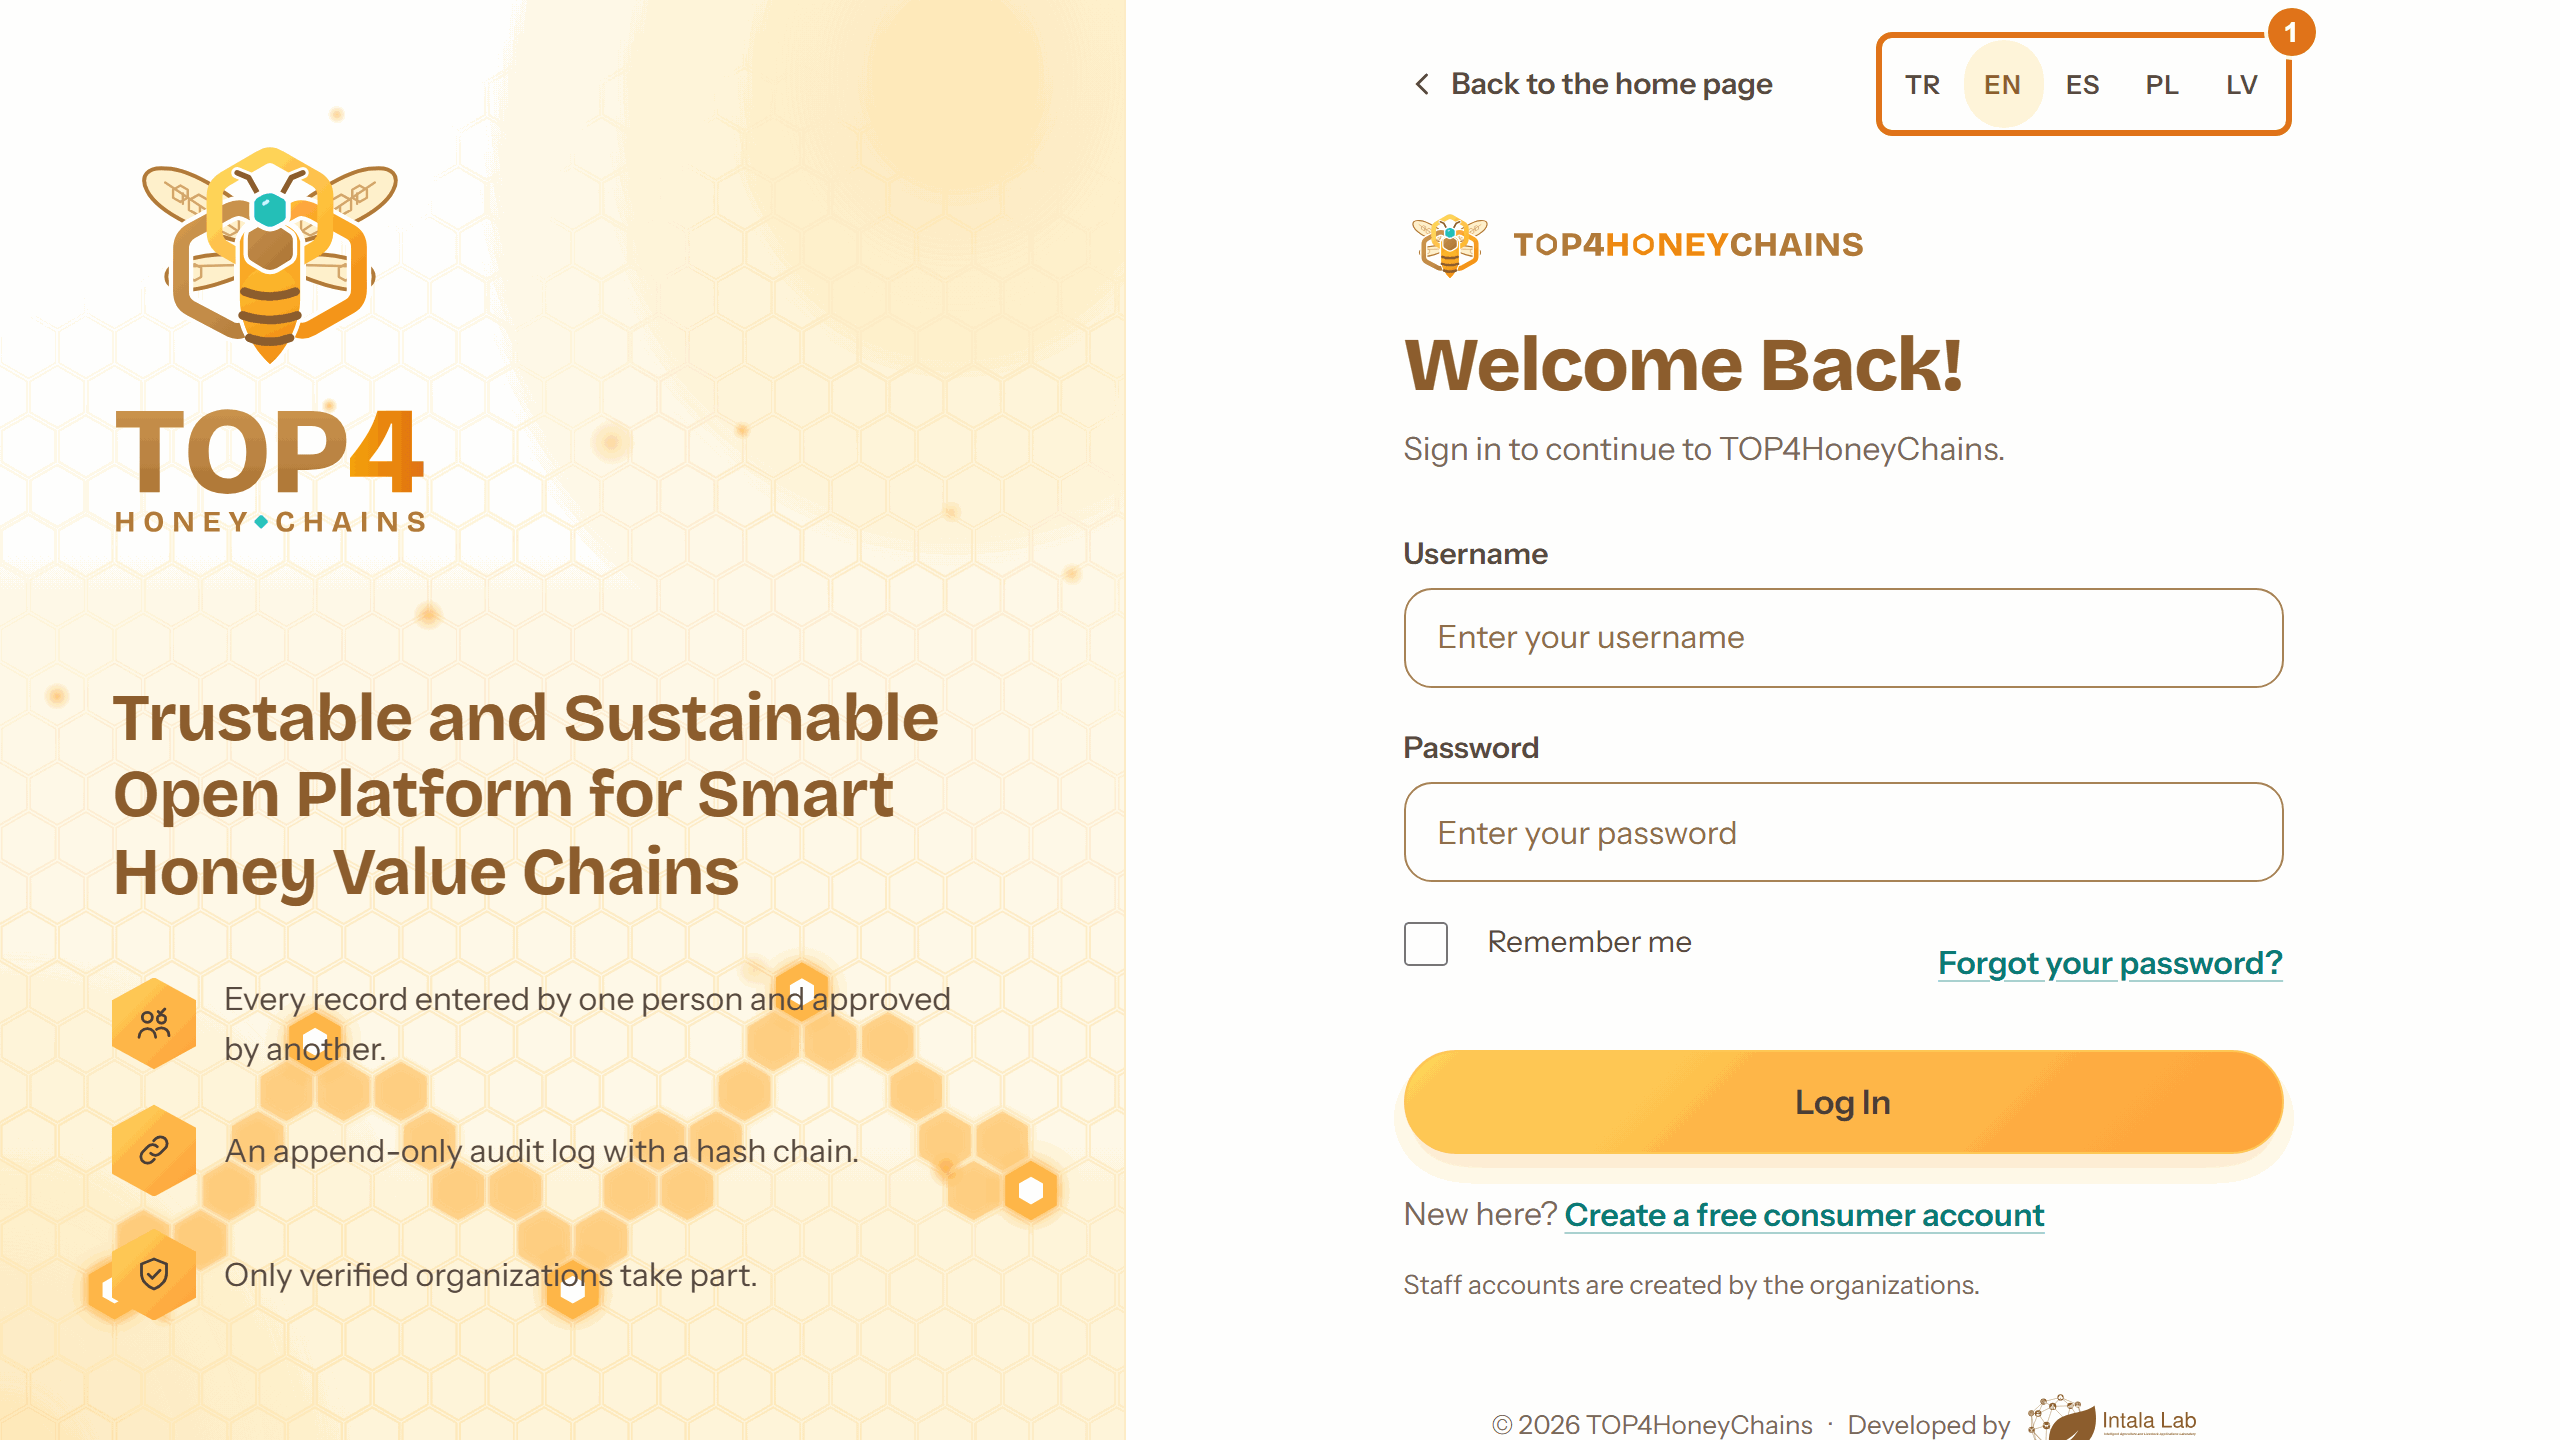 TOP4
HONEY CHAINS
Trustable and Sustainable
Open Platform for Smart
Honey Value Chains
Every record entered by one person and approved
by another.
An append-only audit log with a hash chain.
Only verified organizations take part.
Back to the home page
TR EN ES PL LV
1
TOP4HONEYCHAINS
Welcome Back!
Sign in to continue to TOP4HoneyChains.
Username
Enter your username
Password
Enter your password
Remember me
Forgot your password?
Log In
New here? Create a free consumer account
Staff accounts are created by the organizations.
© 2026 TOP4HoneyChains · Developed by Intala Lab